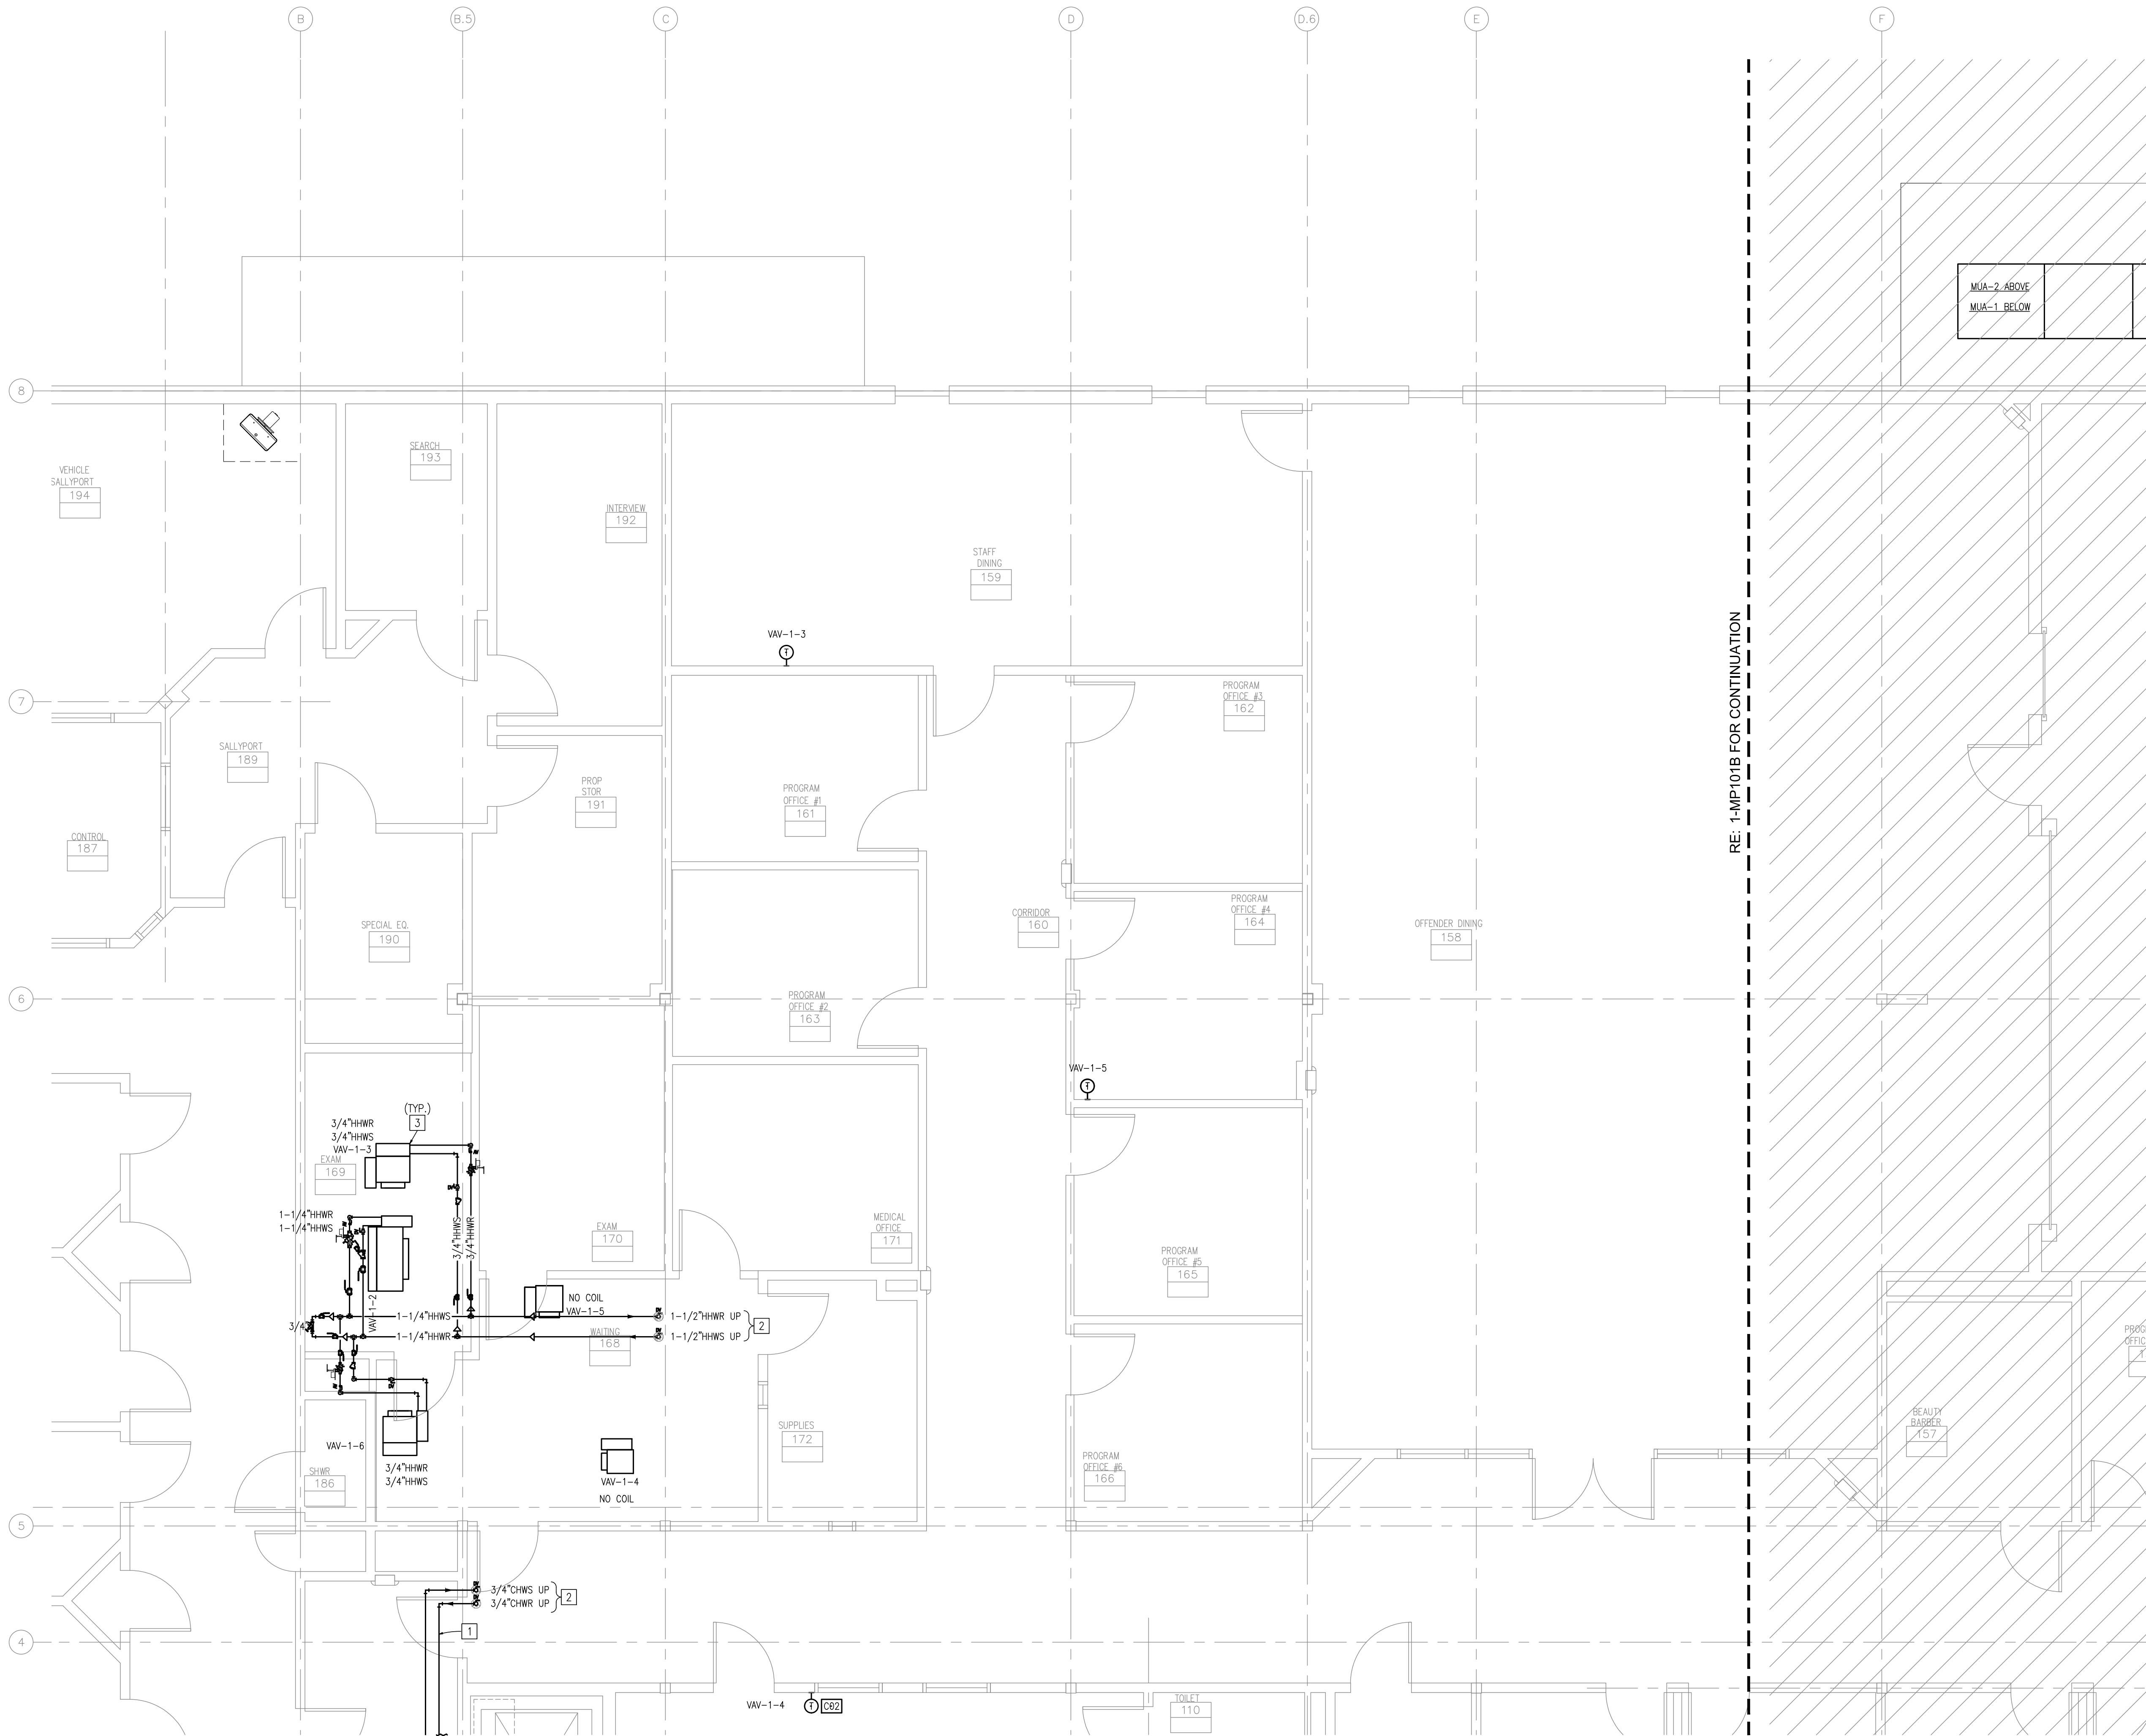 B
B.5
C
D
D.6
E
F
MUA-2 ABOVE
MUA-1 BELOW
8
SEARCH
193
VEHICLE
SALLYPORT
194
INTERVIEW
192
STAFF
DINING
159
VAV-1-3
T
RE: 1-MP101B FOR CONTINUATION
7
PROGRAM
OFFICE #3
162
SALLYPORT
189
PROP
STOR
191
PROGRAM
OFFICE #1
161
CONTROL
187
SPECIAL EQ.
190
CORRIDOR
160
PROGRAM
OFFICE #4
164
OFFENDER DINING
158
6
PROGRAM
OFFICE #2
163
VAV-1-5
T
(TYP.)
3
3/4"HHWR
3/4"HHWS
VAV-1-3
EXAM
169
1-1/4"HHWR
1-1/4"HHWS
3/4"HHWS
3/4"HHWR
EXAM
170
MEDICAL
OFFICE
171
PROGRAM
OFFICE #5
165
VAV-1-2
NO COIL
VAV-1-5
1-1/4"HHWS
1-1/4"HHWR
3/4"
1-1/2"HHWR UP
1-1/2"HHWS UP
2
WAITING
168
PROG
OFFIC
1
BEAUTY
BARBER
157
SUPPLIES
172
VAV-1-6
3/4"HHWR
3/4"HHWS
SHWR
186
VAV-1-4
NO COIL
PROGRAM
OFFICE #6
166
5
3/4"CHWS UP
3/4"CHWR UP
2
1
4
VAV-1-4
T
CO2
TOILET
110